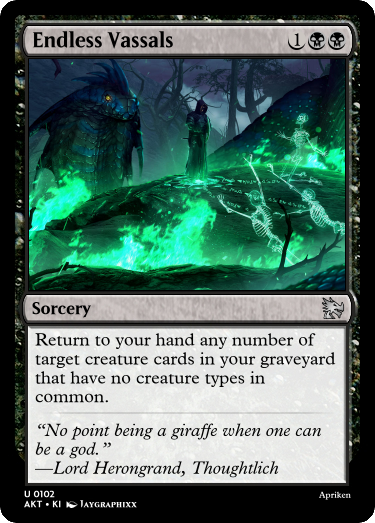 Endless Vassals 1
Sorcery
Return to your hand any number of
target creature cards in your graveyard
that have no creature types in
common.
“No point being a giraffe when one can
be a god.”
—Lord Herongrand, Thoughtlich
U 0102
AKT • KI JAYGRAPHIXX
Apriken